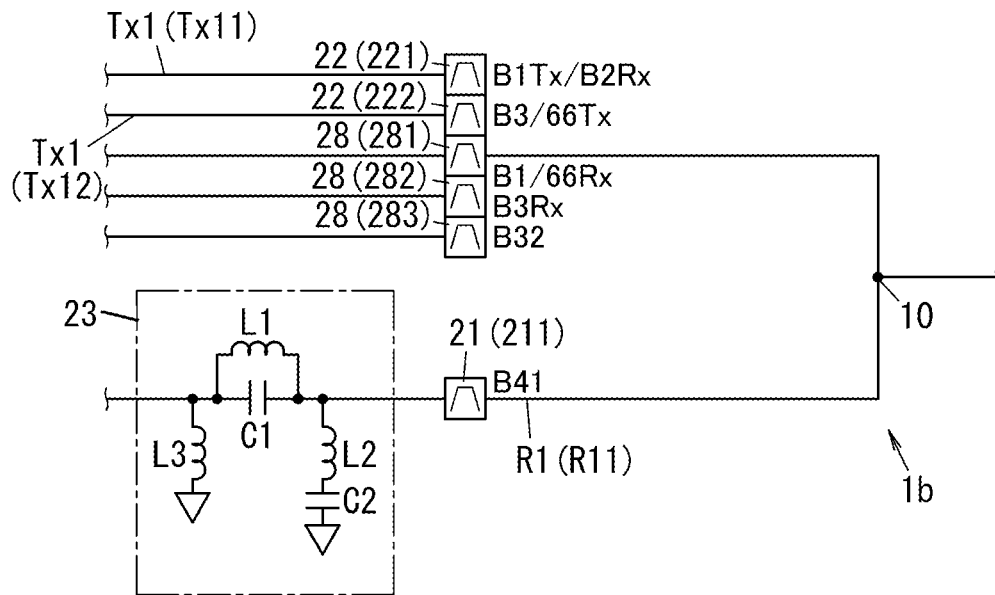 Tx1 (Tx11)
22 (221)
B1Tx/B2Rx
22 (222)
B3/66Tx
Tx1
(Tx12)
28 (281)
B1/66Rx
28 (282)
B3Rx
28 (283)
B32
10
23
L1
21 (211)
B41
C1
L3
L2
C2
R1 (R11)
1b